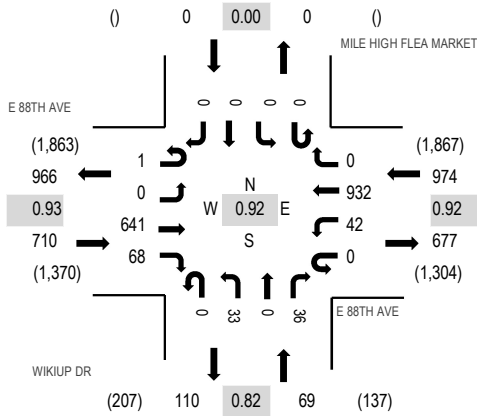 () 0 0.00 0 ()
MILE HIGH FLEA MARKET
E 88TH AVE
0 0 0 0
(1,863) 1 0 (1,867)
966 932 974
0 N
0.93 W 0.92 E 0.92
641 42
710 S 677
68 0
(1,370) (1,304)
0 33 0 36
E 88TH AVE
WIKIUP DR
(207) 110 0.82 69 (137)